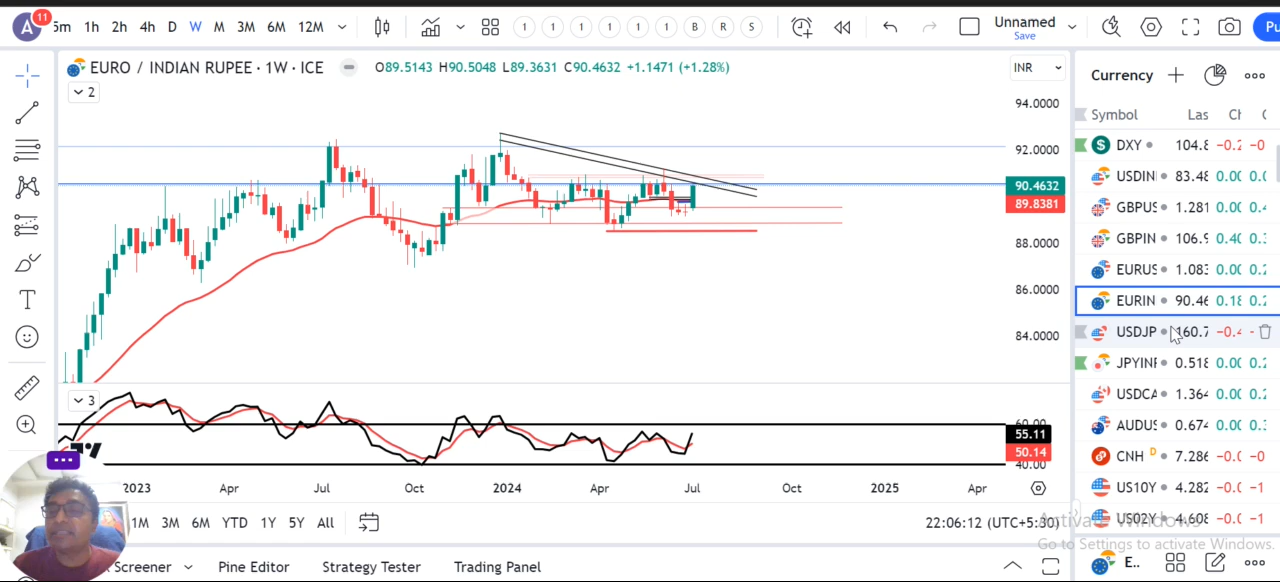 A 11 5m 1h 2h 4h D W M 3M 6M 12M 1 1 1 1 1 1 B R S Unnamed Save Pu
EURO / INDIAN RUPEE · 1W · ICE O89.5143 H90.5048 L89.3631 C90.4632 +1.1471 (+1.28%) INR
2
94.0000
92.0000
90.4632
89.8381
88.0000
86.0000
84.0000
3
60.00
55.11
50.14
40.00
2023 Apr Jul Oct 2024 Apr Jul Oct 2025 Apr
1M 3M 6M YTD 1Y 5Y All 22:06:12 (UTC+5:30)
Screener Pine Editor Strategy Tester Trading Panel
Currency
Symbol Las Ch C
DXY 104.8 −0.2 −0
USDINI 83.48 0.00 0.0
GBPUS 1.281 0.00 0.4
GBPIN 106.9 0.40 0.3
EURUS 1.083 0.00 0.2
EURIN 90.46 0.18 0.2
USDJP 160.7 −0.4 -
JPYINF 0.518 0.00 0.2
USDCA 1.364 0.00 0.2
AUDUS 0.674 0.00 0.3
CNH D 7.286 −0.0 −0
US10Y 4.282 −0.0 −1
US02Y 4.608 −0.0 −1
Activate Windows
Go to Settings to activate Windows.
E..